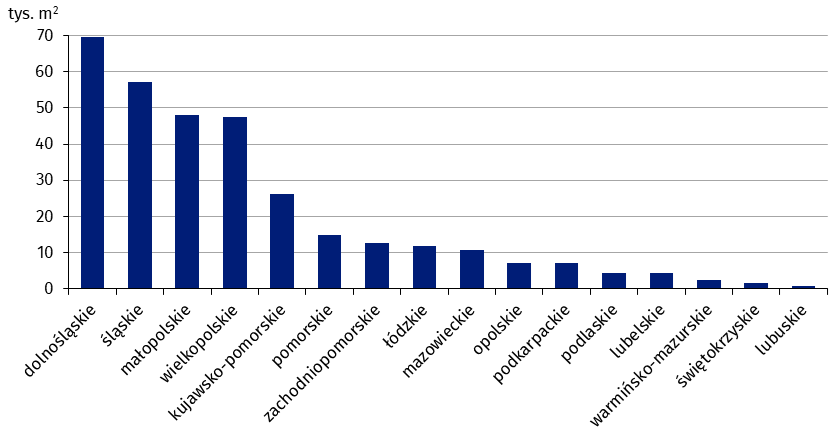 tys. m²
70
60
50
40
30
20
10
0
dolnośląskie
śląskie
małopolskie
wielkopolskie
kujawsko-pomorskie
pomorskie
zachodniopomorskie
łódzkie
mazowieckie
opolskie
podkarpackie
podlaskie
lubelskie
warmińsko-mazurskie
świętokrzyskie
lubuskie